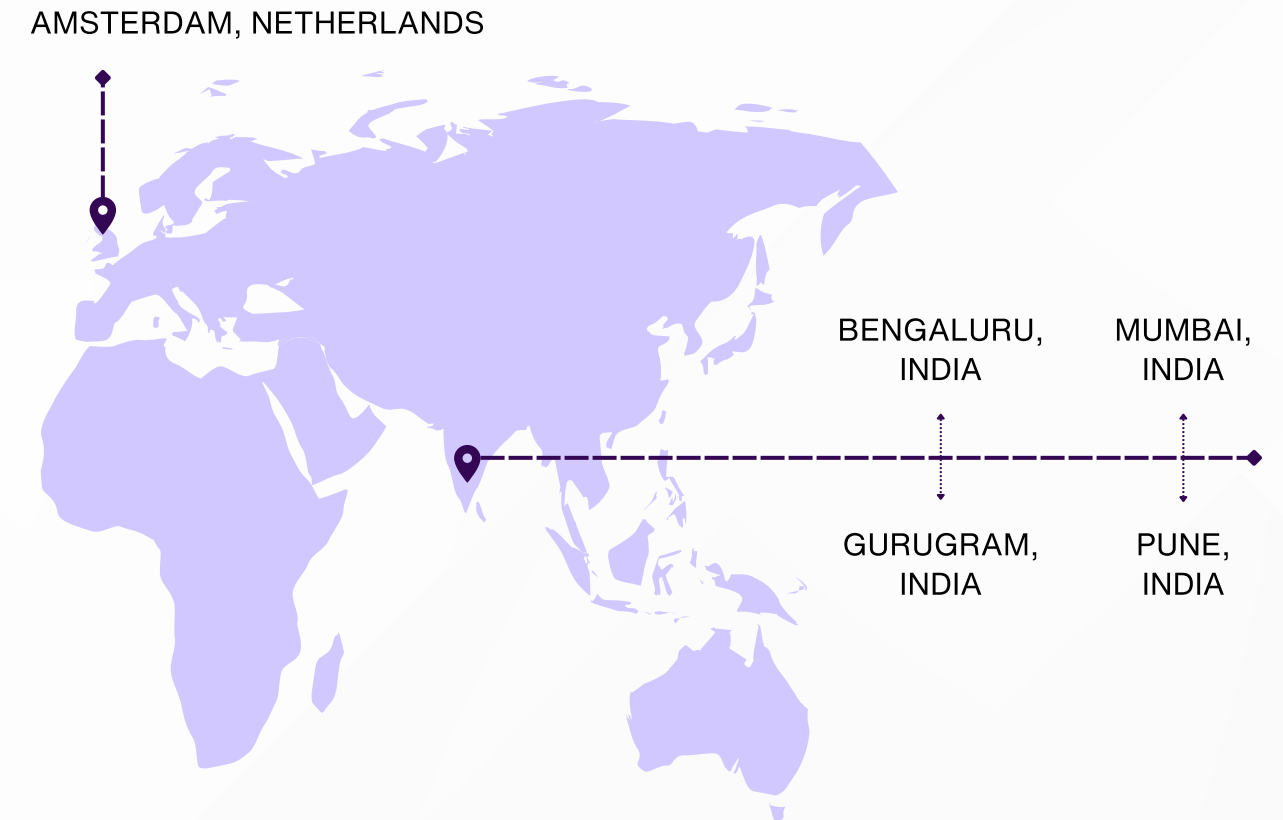 AMSTERDAM, NETHERLANDS
BENGALURU,
INDIA
MUMBAI,
INDIA
GURUGRAM,
INDIA
PUNE,
INDIA